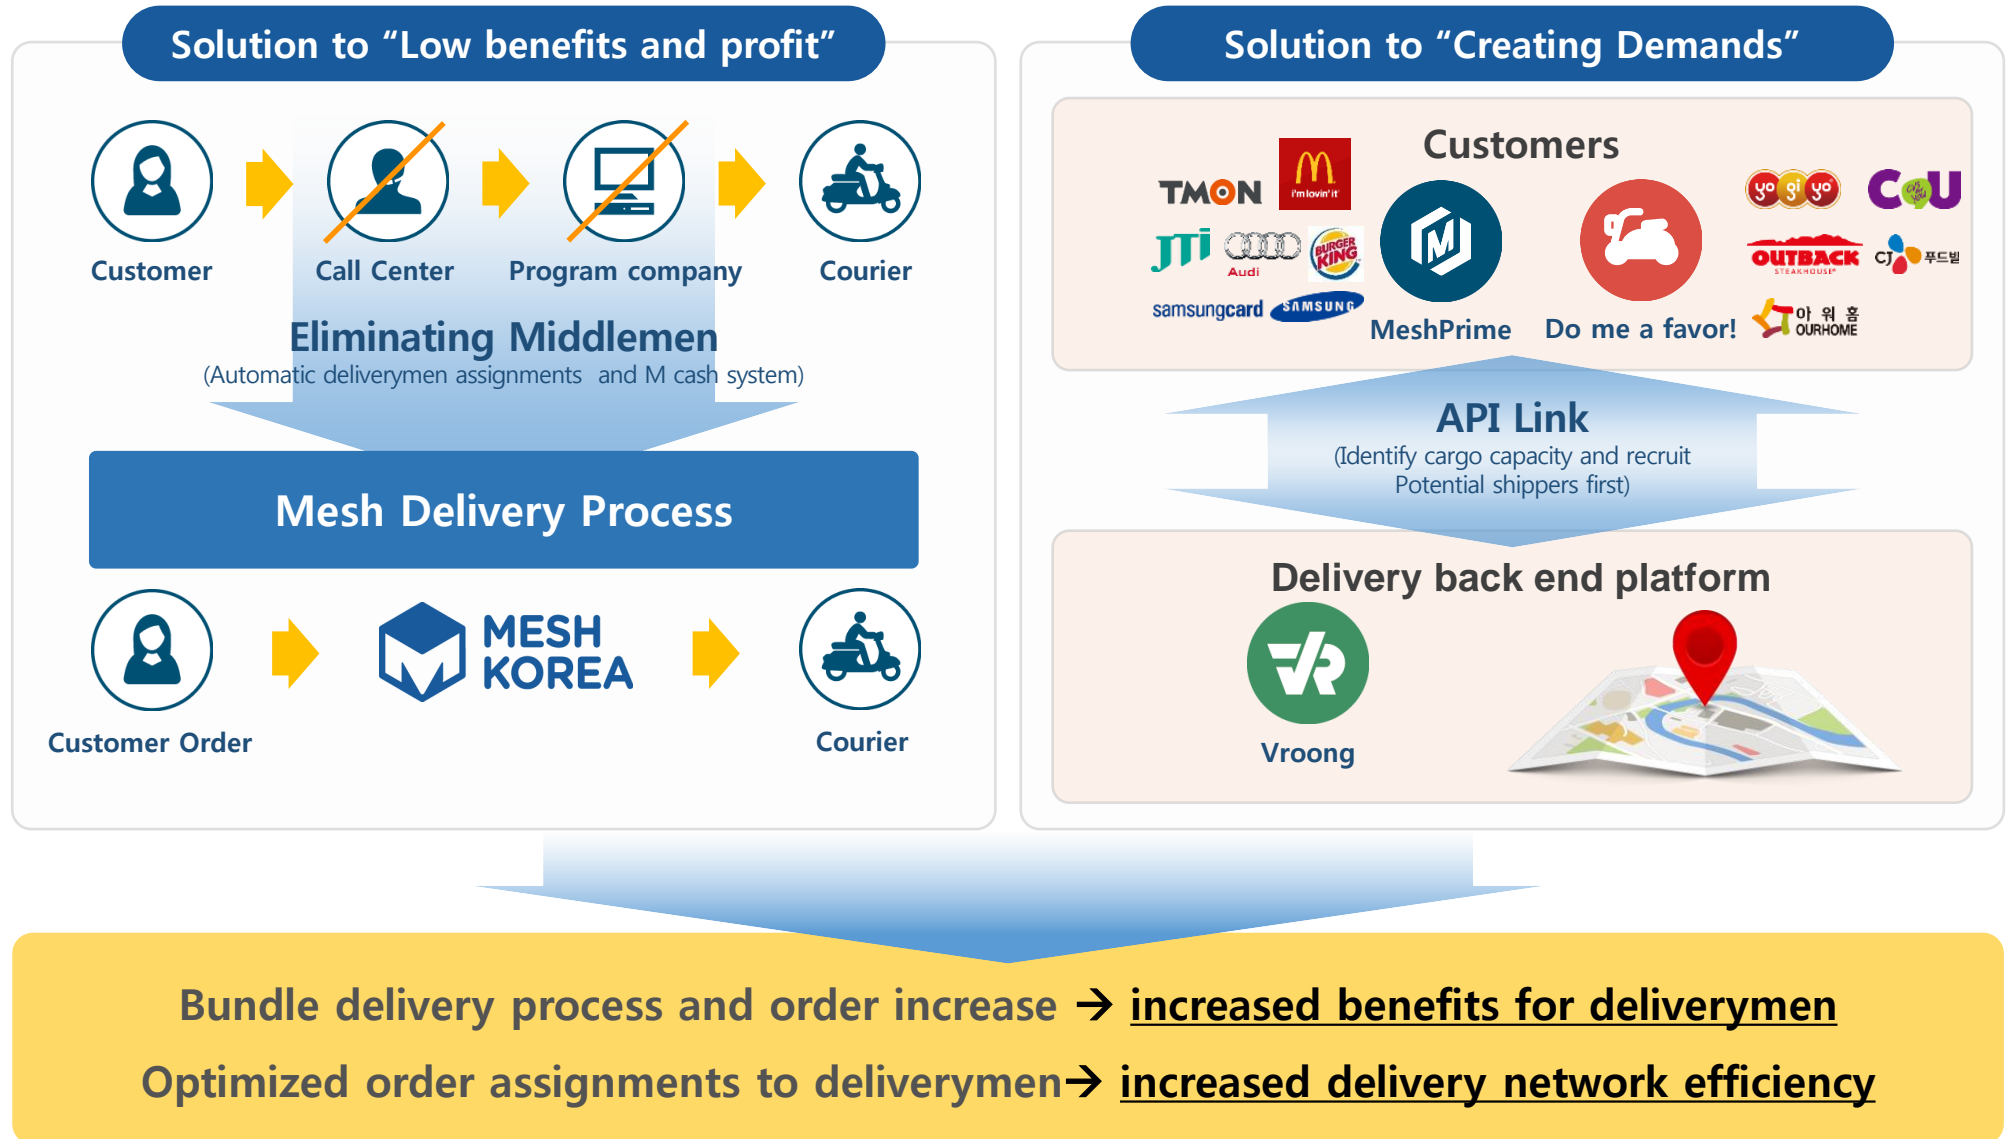 Solution to “Low benefits and profit”
Customer
Call Center
Program company
Courier
Eliminating Middlemen
(Automatic deliverymen assignments and M cash system)
Mesh Delivery Process
MESH
KOREA
Customer Order
Courier
Solution to “Creating Demands”
Customers
TMON
i'm lovin' it
JTi
Audi
BURGER
KING
samsungcard
SAMSUNG
MeshPrime
Do me a favor!
yo gi yo
CU
OUTBACK
STEAKHOUSE
CJ 푸드빌
아워홈
OURHOME
API Link
(Identify cargo capacity and recruit
Potential shippers first)
Delivery back end platform
Vroong
Bundle delivery process and order increase → increased benefits for deliverymen
Optimized order assignments to deliverymen→ increased delivery network efficiency